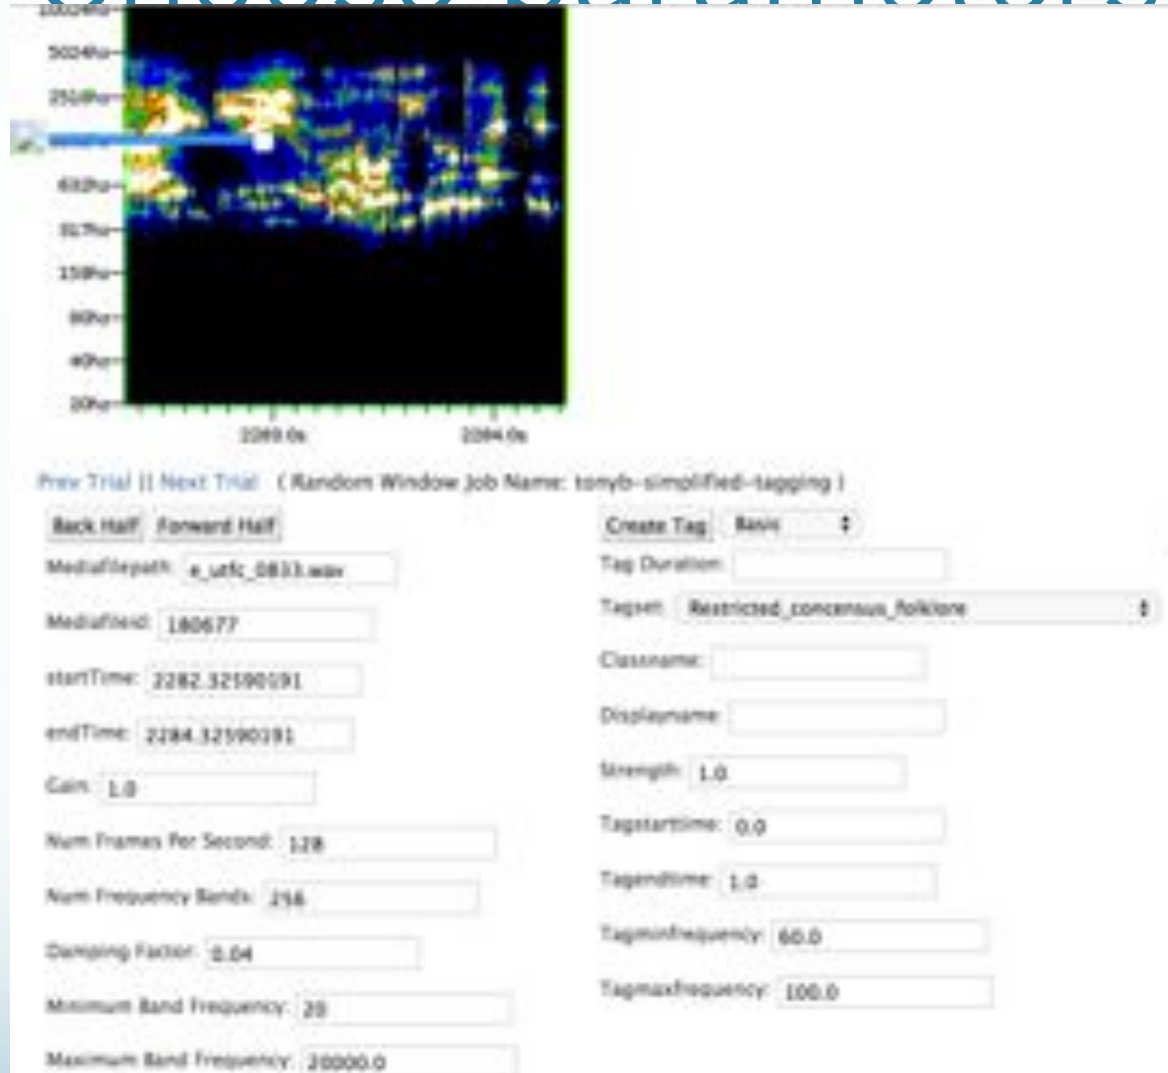 5024hz
2518hz
632hz
317hz
159hz
80hz
40hz
20hz
2283.0s 2284.0s
Prev Trial || Next Trial ( Random Window Job Name: tonyb-simplified-tagging )
Back Half Forward Half
Mediafilepath: e_utfc_0833.wav
Mediafileid: 180677
startTime: 2282.32590191
endTime: 2284.32590191
Gain: 1.0
Num Frames Per Second: 128
Num Frequency Bands: 256
Damping Factor: 0.04
Minimum Band Frequency: 20
Maximum Band Frequency: 20000.0
Create Tag Basic
Tag Duration:
Tagset: Restricted_concensus_folklore
Classname:
Displayname:
Strength: 1.0
Tagstarttime: 0.0
Tagendtime: 1.0
Tagminfrequency: 60.0
Tagmaxfrequency: 100.0